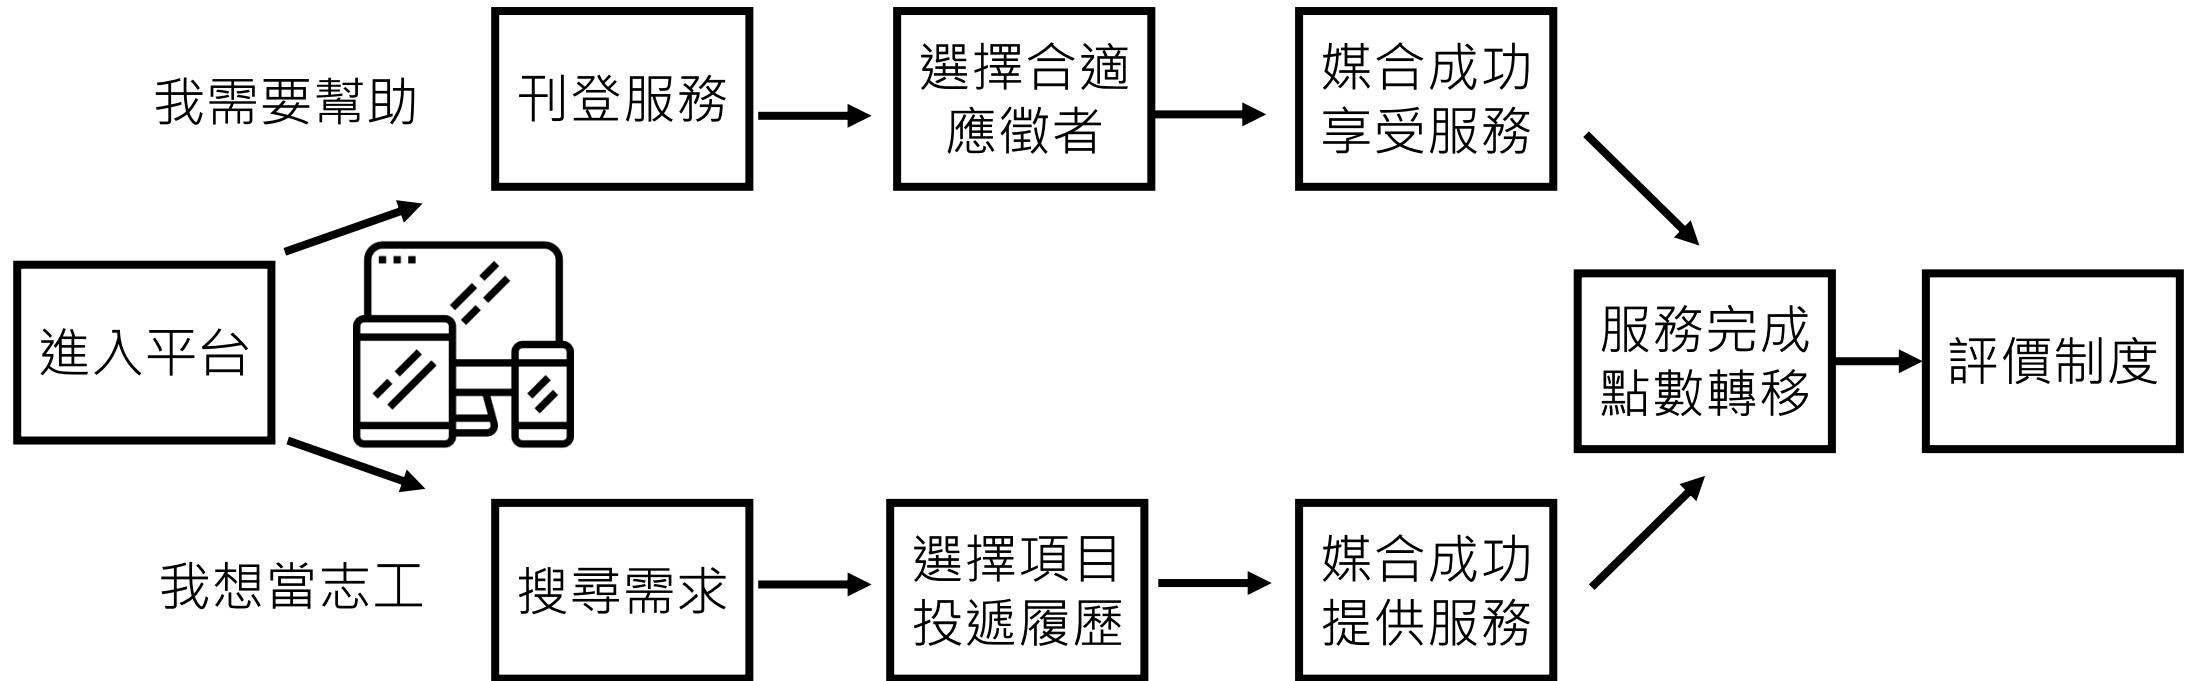 進入平台
我需要幫助
刊登服務
選擇合適
應徵者
媒合成功
享受服務
我想當志工
搜尋需求
選擇項目
投遞履歷
媒合成功
提供服務
服務完成
點數轉移
評價制度